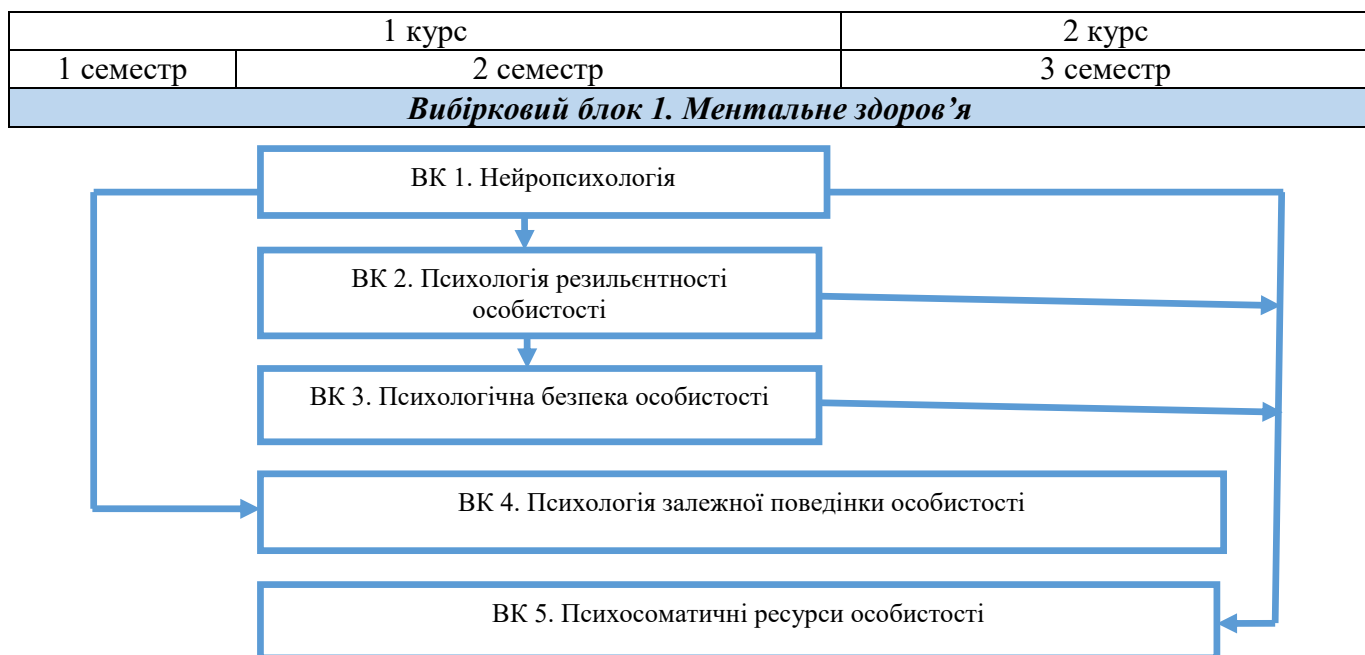 1 курс 2 курс
1 семестр 2 семестр 3 семестр
Вибірковий блок 1. Ментальне здоров’я
ВК 1. Нейропсихологія
ВК 2. Психологія резильєнтності
особистості
ВК 3. Психологічна безпека особистості
ВК 4. Психологія залежної поведінки особистості
ВК 5. Психосоматичні ресурси особистості